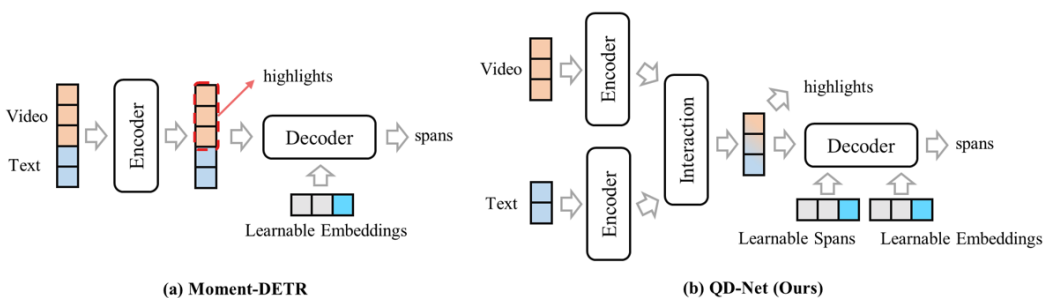 Video
Text
Encoder
highlights
Decoder
spans
Learnable Embeddings
(a) Moment-DETR
Video
Encoder
Text
Encoder
Interaction
highlights
Decoder
spans
Learnable Spans
Learnable Embeddings
(b) QD-Net (Ours)